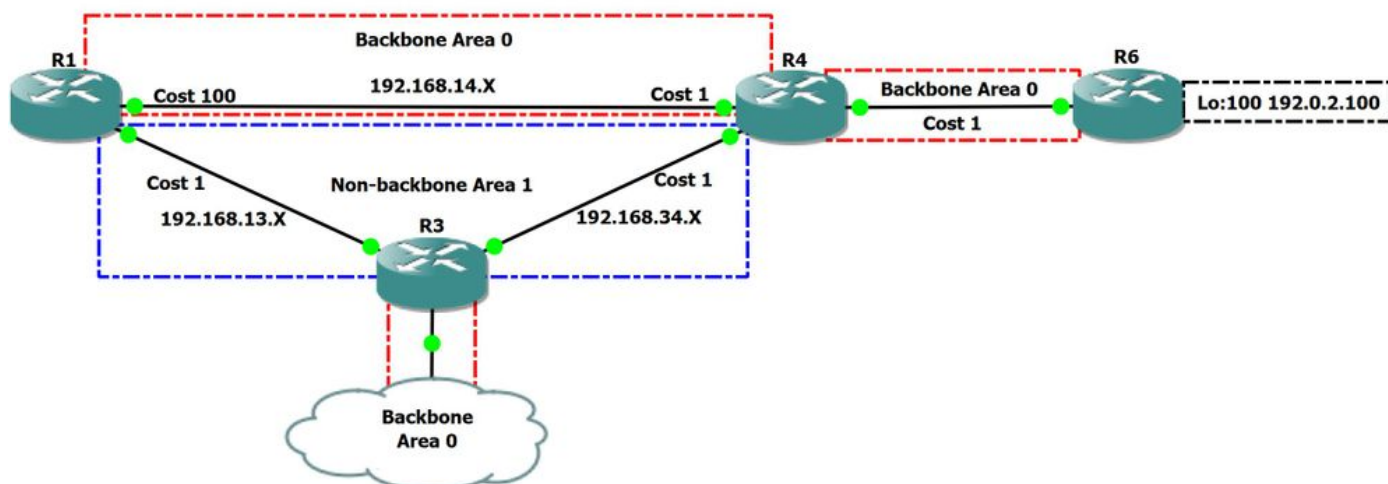 Backbone Area 0
R1
R4
R6
192.168.14.X
Cost 100
Cost 1
Backbone Area 0
Cost 1
Lo:100 192.0.2.100
Cost 1
Non-backbone Area 1
Cost 1
192.168.13.X
192.168.34.X
R3
Backbone
Area 0